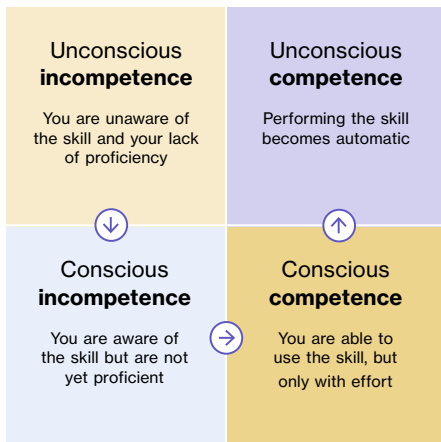 Unconscious
incompetence
You are unaware of
the skill and your lack
of proficiency
Unconscious
competence
Performing the skill
becomes automatic
Conscious
incompetence
You are aware of
the skill but are not
yet proficient
Conscious
competence
You are able to
use the skill, but
only with effort